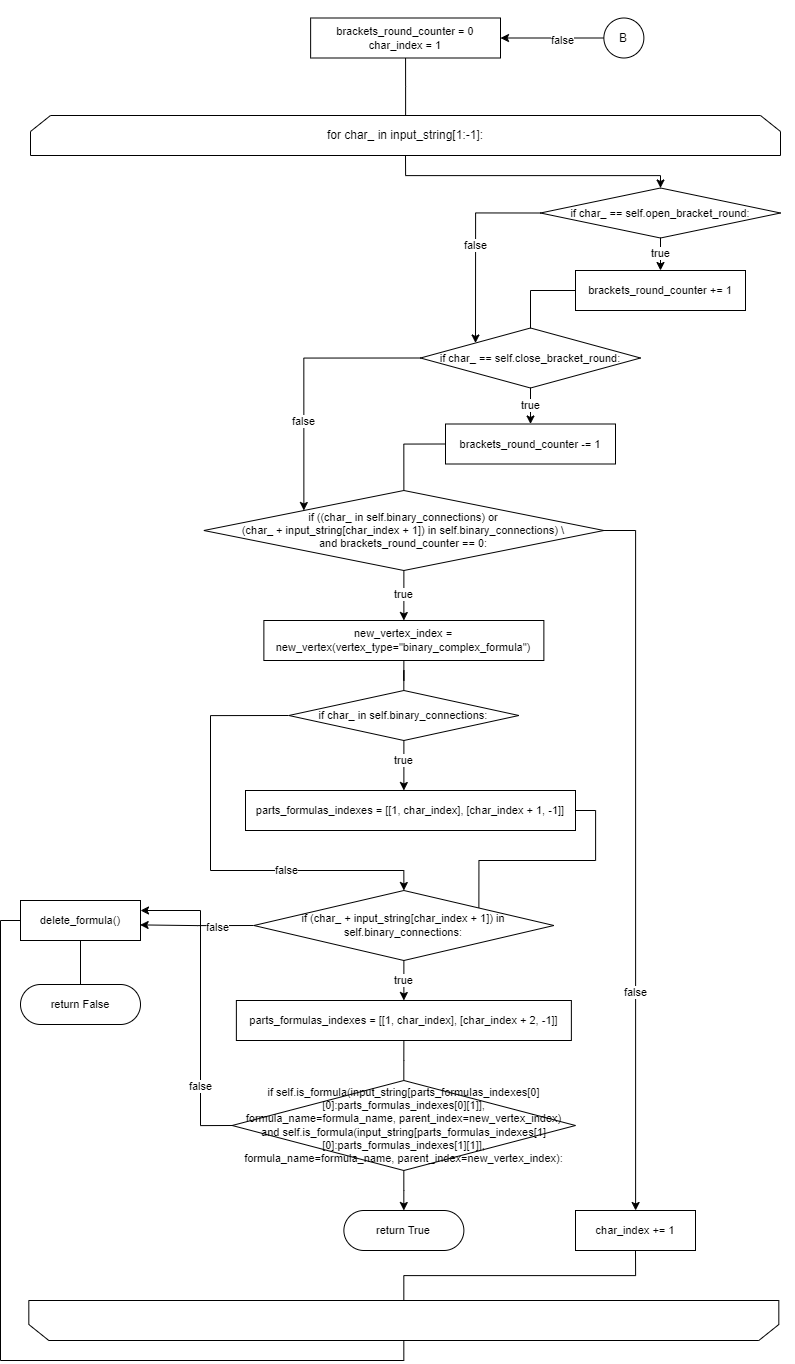 brackets_round_counter = 0
char_index = 1
false
B
for char_ in input_string[1:-1]:
if char_ == self.open_bracket_round:
false
true
brackets_round_counter += 1
if char_ == self.close_bracket_round:
true
false
brackets_round_counter -= 1
if ((char_ in self.binary_connections) or
(char_ + input_string[char_index + 1]) in self.binary_connections) \
and brackets_round_counter == 0:
true
new_vertex_index =
new_vertex(vertex_type="binary_complex_formula")
if char_ in self.binary_connections:
true
parts_formulas_indexes = [[1, char_index], [char_index + 1, -1]]
false
delete_formula()
false
if (char_ + input_string[char_index + 1]) in
self.binary_connections:
true
false
return False
parts_formulas_indexes = [[1, char_index], [char_index + 2, -1]]
false
if self.is_formula(input_string[parts_formulas_indexes[0]
[0]:parts_formulas_indexes[0][1]],
formula_name=formula_name, parent_index=new_vertex_index)
and self.is_formula(input_string[parts_formulas_indexes[1]
[0]:parts_formulas_indexes[1][1]],
formula_name=formula_name, parent_index=new_vertex_index):
return True
char_index += 1